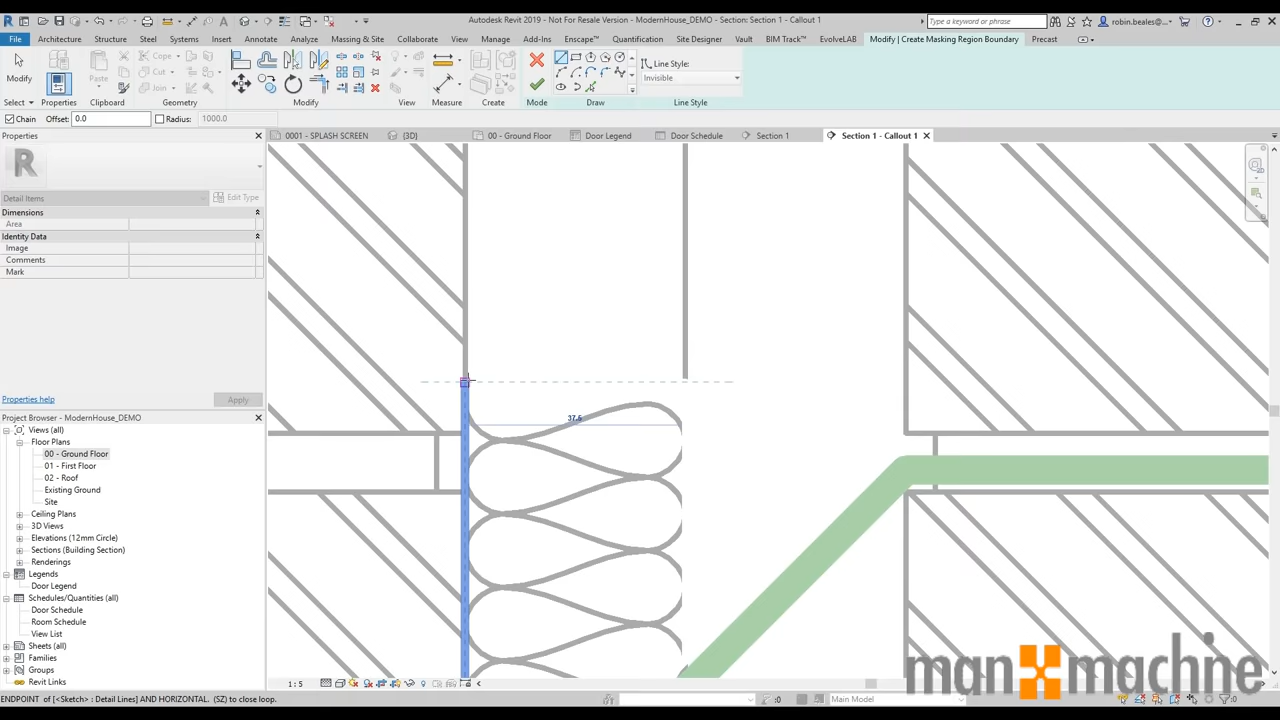 Autodesk Revit 2019 - Not For Resale Version - ModernHouse_DEMO - Section: Section 1 - Callout 1
Type a keyword or phrase
robin.beales@...
File Architecture Structure Steel Systems Insert Annotate Analyze Massing & Site Collaborate View Manage Add-Ins Enscape™ Quantification Site Designer Vault BIM Track™ EvolveLAB Modify | Create Masking Region Boundary Precast
Modify
Paste
Cope
Cut
Join
Line Style:
Invisible
Select Properties Clipboard Geometry Modify View Measure Create Mode Draw Line Style
Chain Offset: 0.0 Radius: 1000.0
Properties
0001 - SPLASH SCREEN {3D} 00 - Ground Floor Door Legend Door Schedule Section 1 Section 1 - Callout 1
Detail Items Edit Type
Dimensions
Area
Identity Data
Image
Comments
Mark
Properties help Apply
Project Browser - ModernHouse_DEMO
Views (all)
Floor Plans
00 - Ground Floor
01 - First Floor
02 - Roof
Existing Ground
Site
Ceiling Plans
3D Views
Elevations (12mm Circle)
Sections (Building Section)
Renderings
Legends
Door Legend
Schedules/Quantities (all)
Door Schedule
Room Schedule
View List
Sheets (all)
Families
Groups
Revit Links
37.5
man machine
1 : 5
ENDPOINT of [<Sketch> : Detail Lines] AND HORIZONTAL. (SZ) to close loop.
:0
Main Model
:0